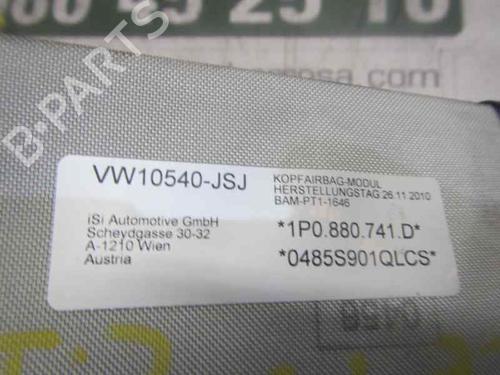 B-PARTS
VW10540-JSJ
iSi Automotive GmbH
Scheydgasse 30-32
A-1210 Wien
Austria
KOPFAIRBAG-MODUL
HERSTELLUNGSTAG 26.11.2010
BAM-PT1-1646
*1P0.880.741.D*
*0485S901QLCS*